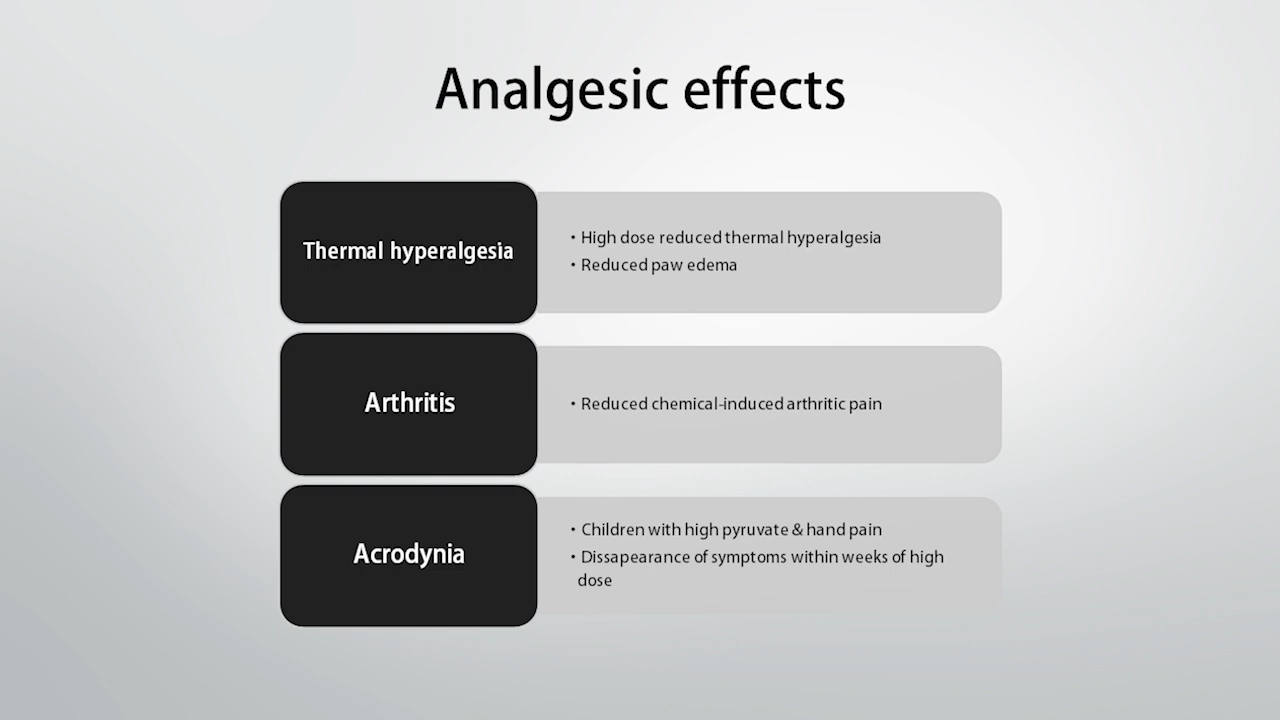 Analgesic effects
Thermal hyperalgesia
• High dose reduced thermal hyperalgesia
• Reduced paw edema
Arthritis
• Reduced chemical-induced arthritic pain
Acrodynia
• Children with high pyruvate & hand pain
• Dissapearance of symptoms within weeks of high
dose